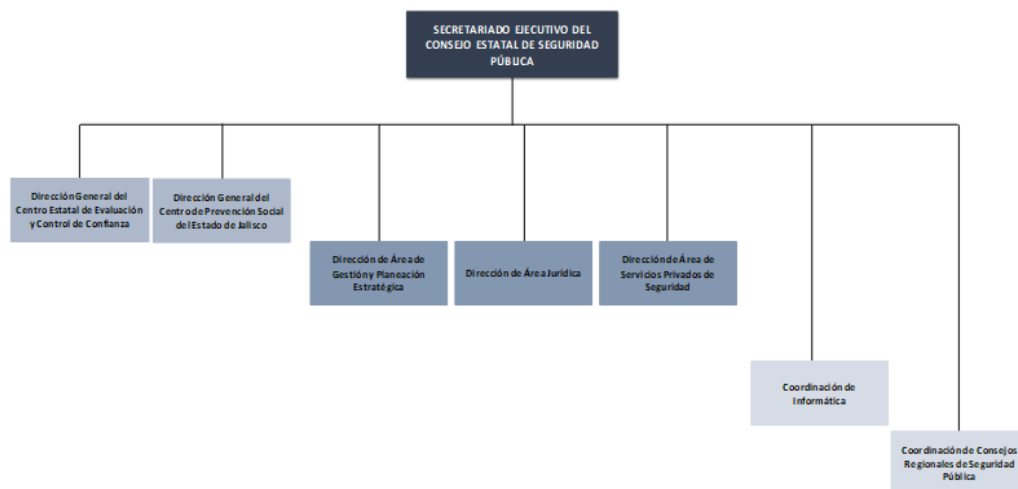 SECRETARIADO EJECUTIVO DEL
CONSEJO ESTATAL DE SEGURIDAD
PÚBLICA
Dirección General del
Centro Estatal de Evaluación
y Control de Confianza
Dirección General del
Centro de Prevención Social
del Estado de Jalisco
Dirección de Área de
Gestión y Planeación
Estratégica
Dirección de Área Jurídica
Dirección de Área de
Servicios Privados de
Seguridad
Coordinación de
Informática
Coordinación de Consejos
Regionales de Seguridad
Pública